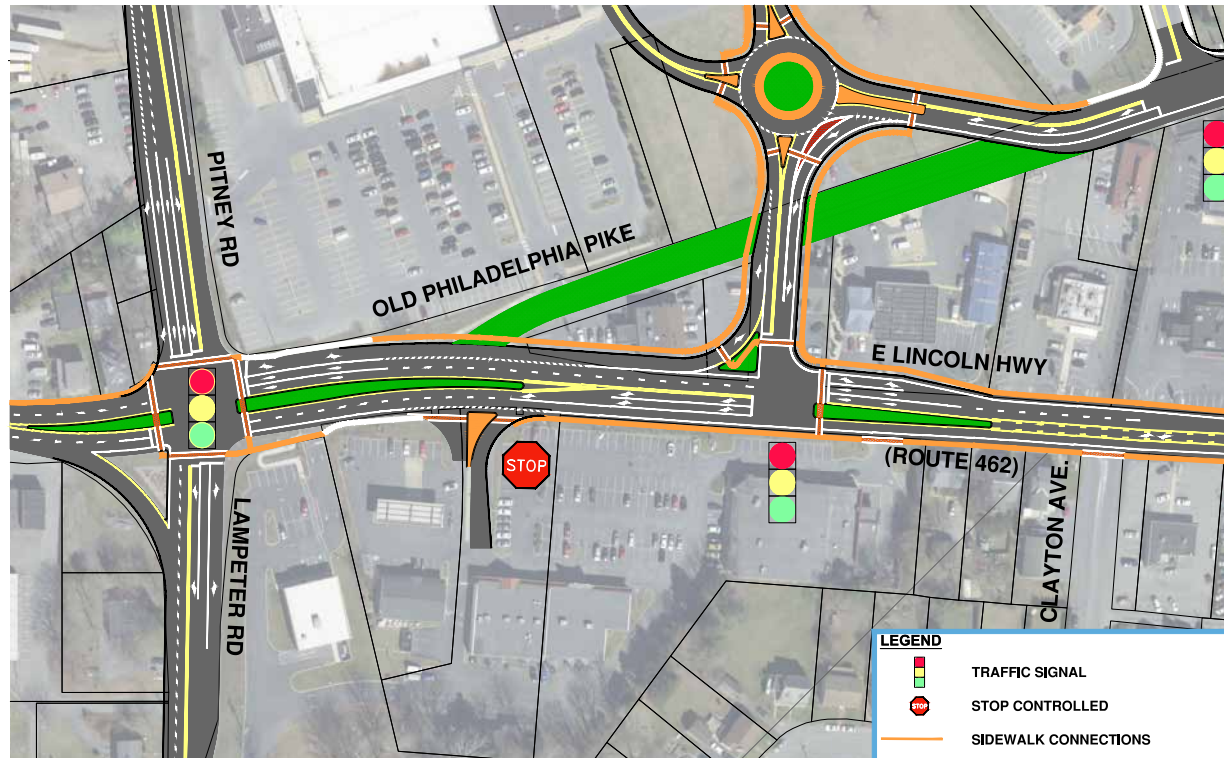 PITNEY RD
OLD PHILADELPHIA PIKE
E LINCOLN HWY
(ROUTE 462)
STOP
LAMPETER RD
CLAYTON AVE.
LEGEND
TRAFFIC SIGNAL
STOP
STOP CONTROLLED
SIDEWALK CONNECTIONS